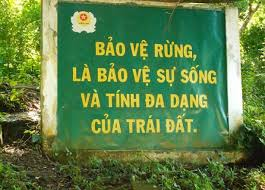 BẢO VỆ RỪNG,
LÀ BẢO VỆ SỰ SỐNG
VÀ TÍNH ĐA DẠNG
CỦA TRÁI ĐẤT.